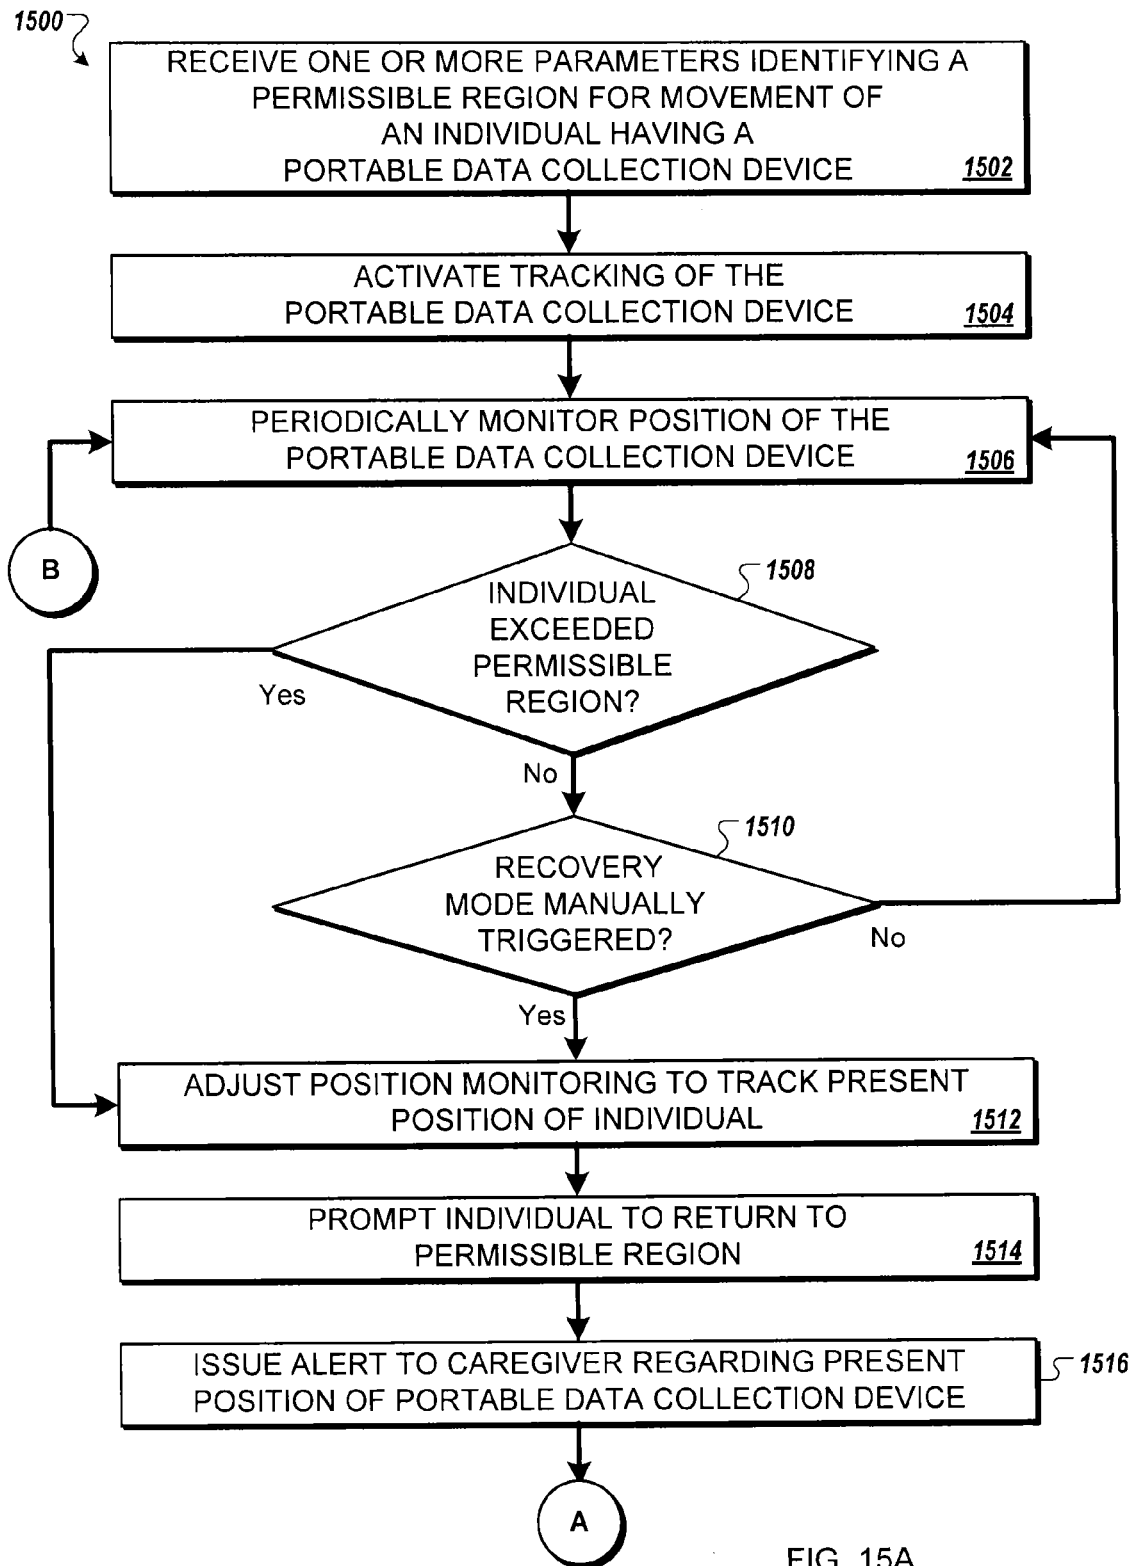 1500
RECEIVE ONE OR MORE PARAMETERS IDENTIFYING A
PERMISSIBLE REGION FOR MOVEMENT OF
AN INDIVIDUAL HAVING A
PORTABLE DATA COLLECTION DEVICE 1502
ACTIVATE TRACKING OF THE
PORTABLE DATA COLLECTION DEVICE 1504
PERIODICALLY MONITOR POSITION OF THE
PORTABLE DATA COLLECTION DEVICE 1506
B
1508
INDIVIDUAL
EXCEEDED
PERMISSIBLE
REGION?
Yes
No
1510
RECOVERY
MODE MANUALLY
TRIGGERED?
No
Yes
ADJUST POSITION MONITORING TO TRACK PRESENT
POSITION OF INDIVIDUAL 1512
PROMPT INDIVIDUAL TO RETURN TO
PERMISSIBLE REGION 1514
ISSUE ALERT TO CAREGIVER REGARDING PRESENT
POSITION OF PORTABLE DATA COLLECTION DEVICE
1516
A
FIG. 15A